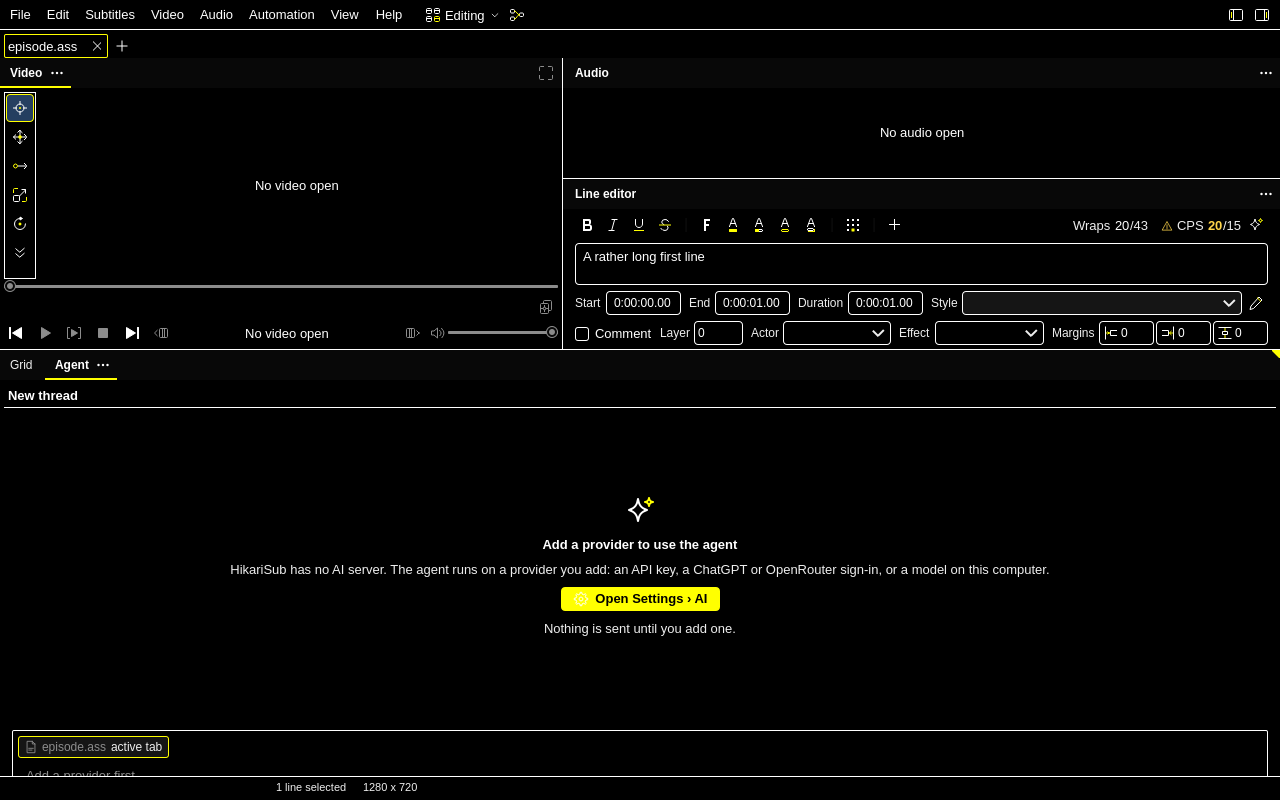 File Edit Subtitles Video Audio Automation View Help Editing
episode.ass
Video
Audio
No video open
No audio open
Line editor
B I U S F A A A A
Wraps 20/43 CPS 20/15
A rather long first line
Start 0:00:00.00 End 0:00:01.00 Duration 0:00:01.00 Style
No video open
Comment Layer 0 Actor Effect Margins 0 0 0
Grid Agent
New thread
Add a provider to use the agent
HikariSub has no AI server. The agent runs on a provider you add: an API key, a ChatGPT or OpenRouter sign-in, or a model on this computer.
Open Settings › AI
Nothing is sent until you add one.
episode.ass active tab
Add a provider first
1 line selected 1280 x 720